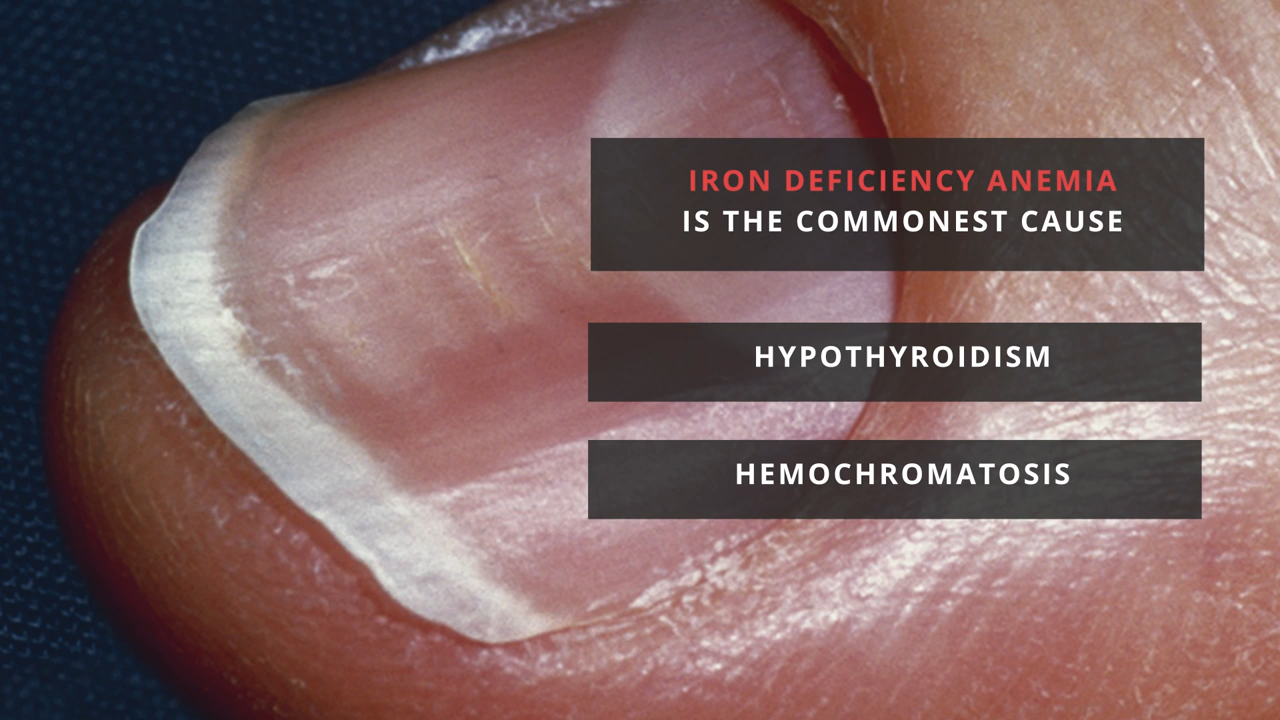 IRON DEFICIENCY ANEMIA
IS THE COMMONEST CAUSE
HYPOTHYROIDISM
HEMOCHROMATOSIS